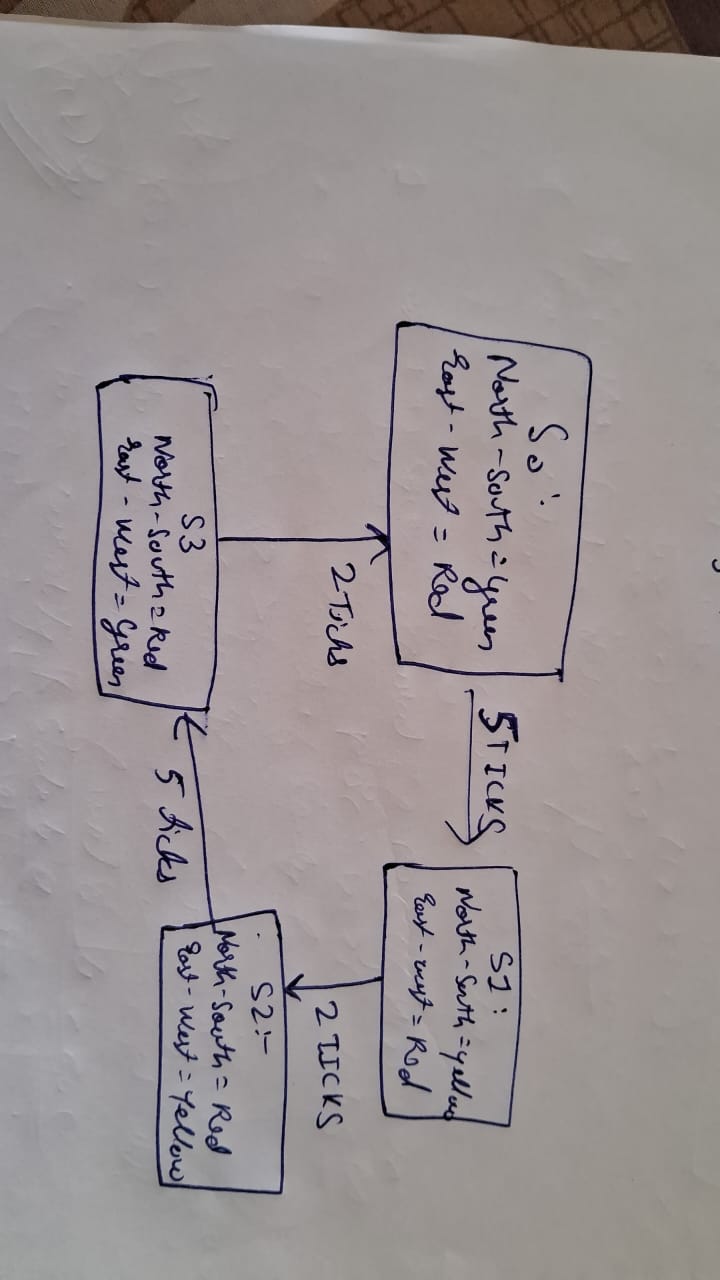 S0:
North-South=Green
East-West = Red
5 TICKS
S1:
North-South=yellow
East-west = Red
2 TICKS
S2:-
North-South = Red
East-West = Yellow
5 ticks
S3
North-South=Red
East-West=Green
2 Ticks